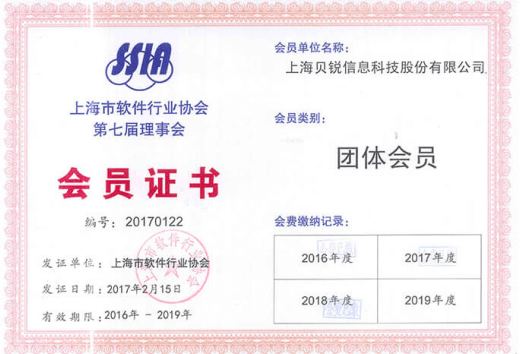 SSIA
上海市软件行业协会
第七届理事会
会员证书
编号：20170122
发证单位：上海市软件行业协会
发证日期：2017年2月15日
有效期限：2016年 - 2019年
会员单位名称：
上海贝锐信息科技股份有限公司
会员类别：
团体会员
会费缴纳记录：
2016年度
2017年度
2018年度
2019年度
上海市软件行业协会